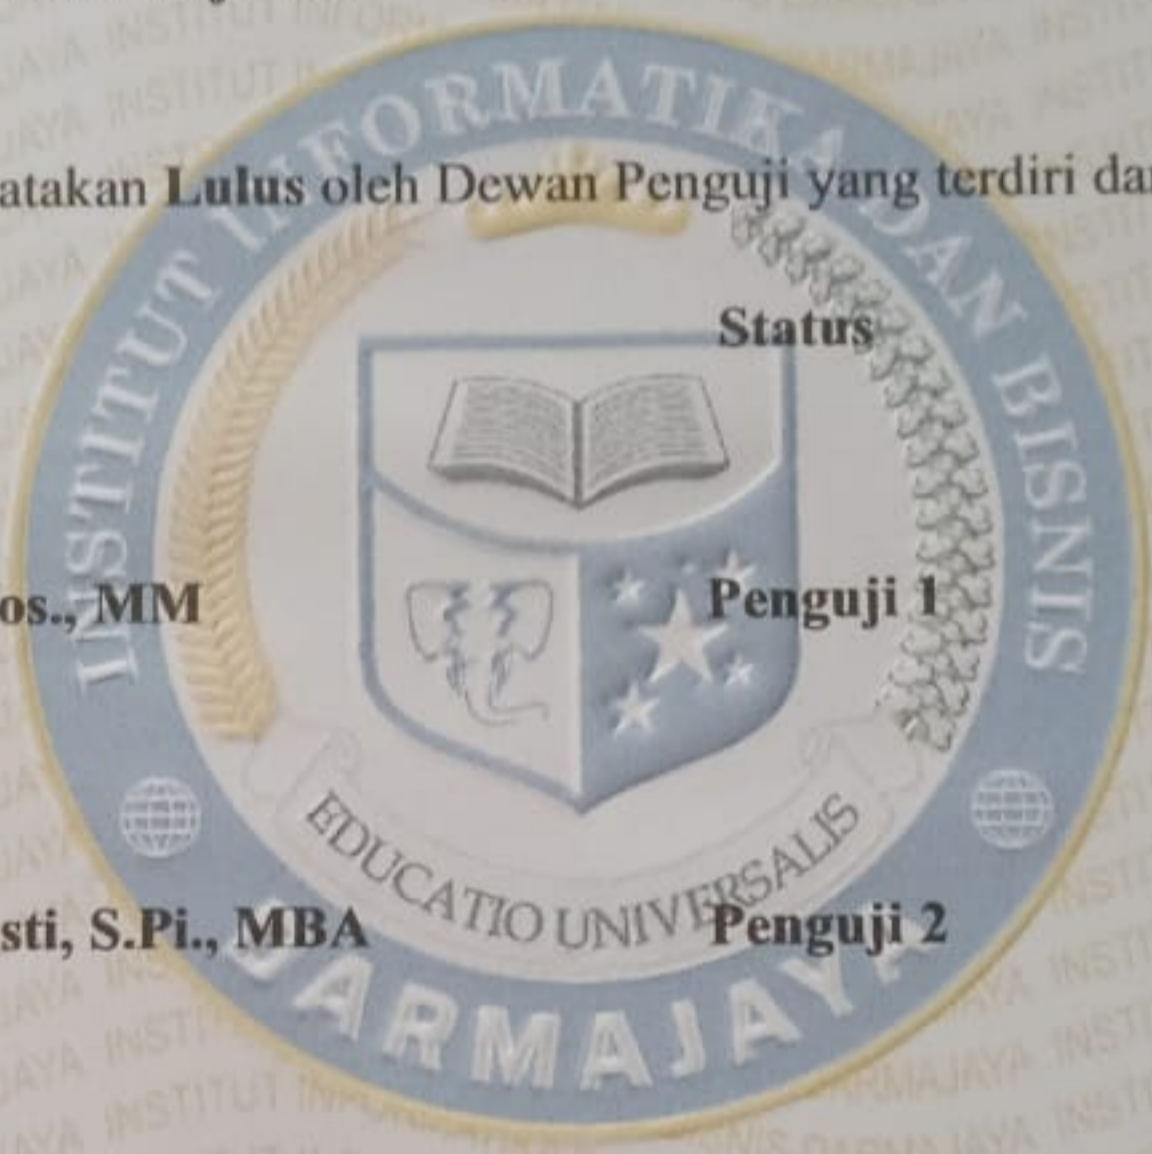 INSTITUT INFORMATIKA DAN BISNIS
atakan Lulus oleh Dewan Penguji yang terdiri dar
Status
os., MM Penguji 1
EDUCATIO UNIVERSALIS
sti, S.Pi., MBA Penguji 2
DARMAJAYA